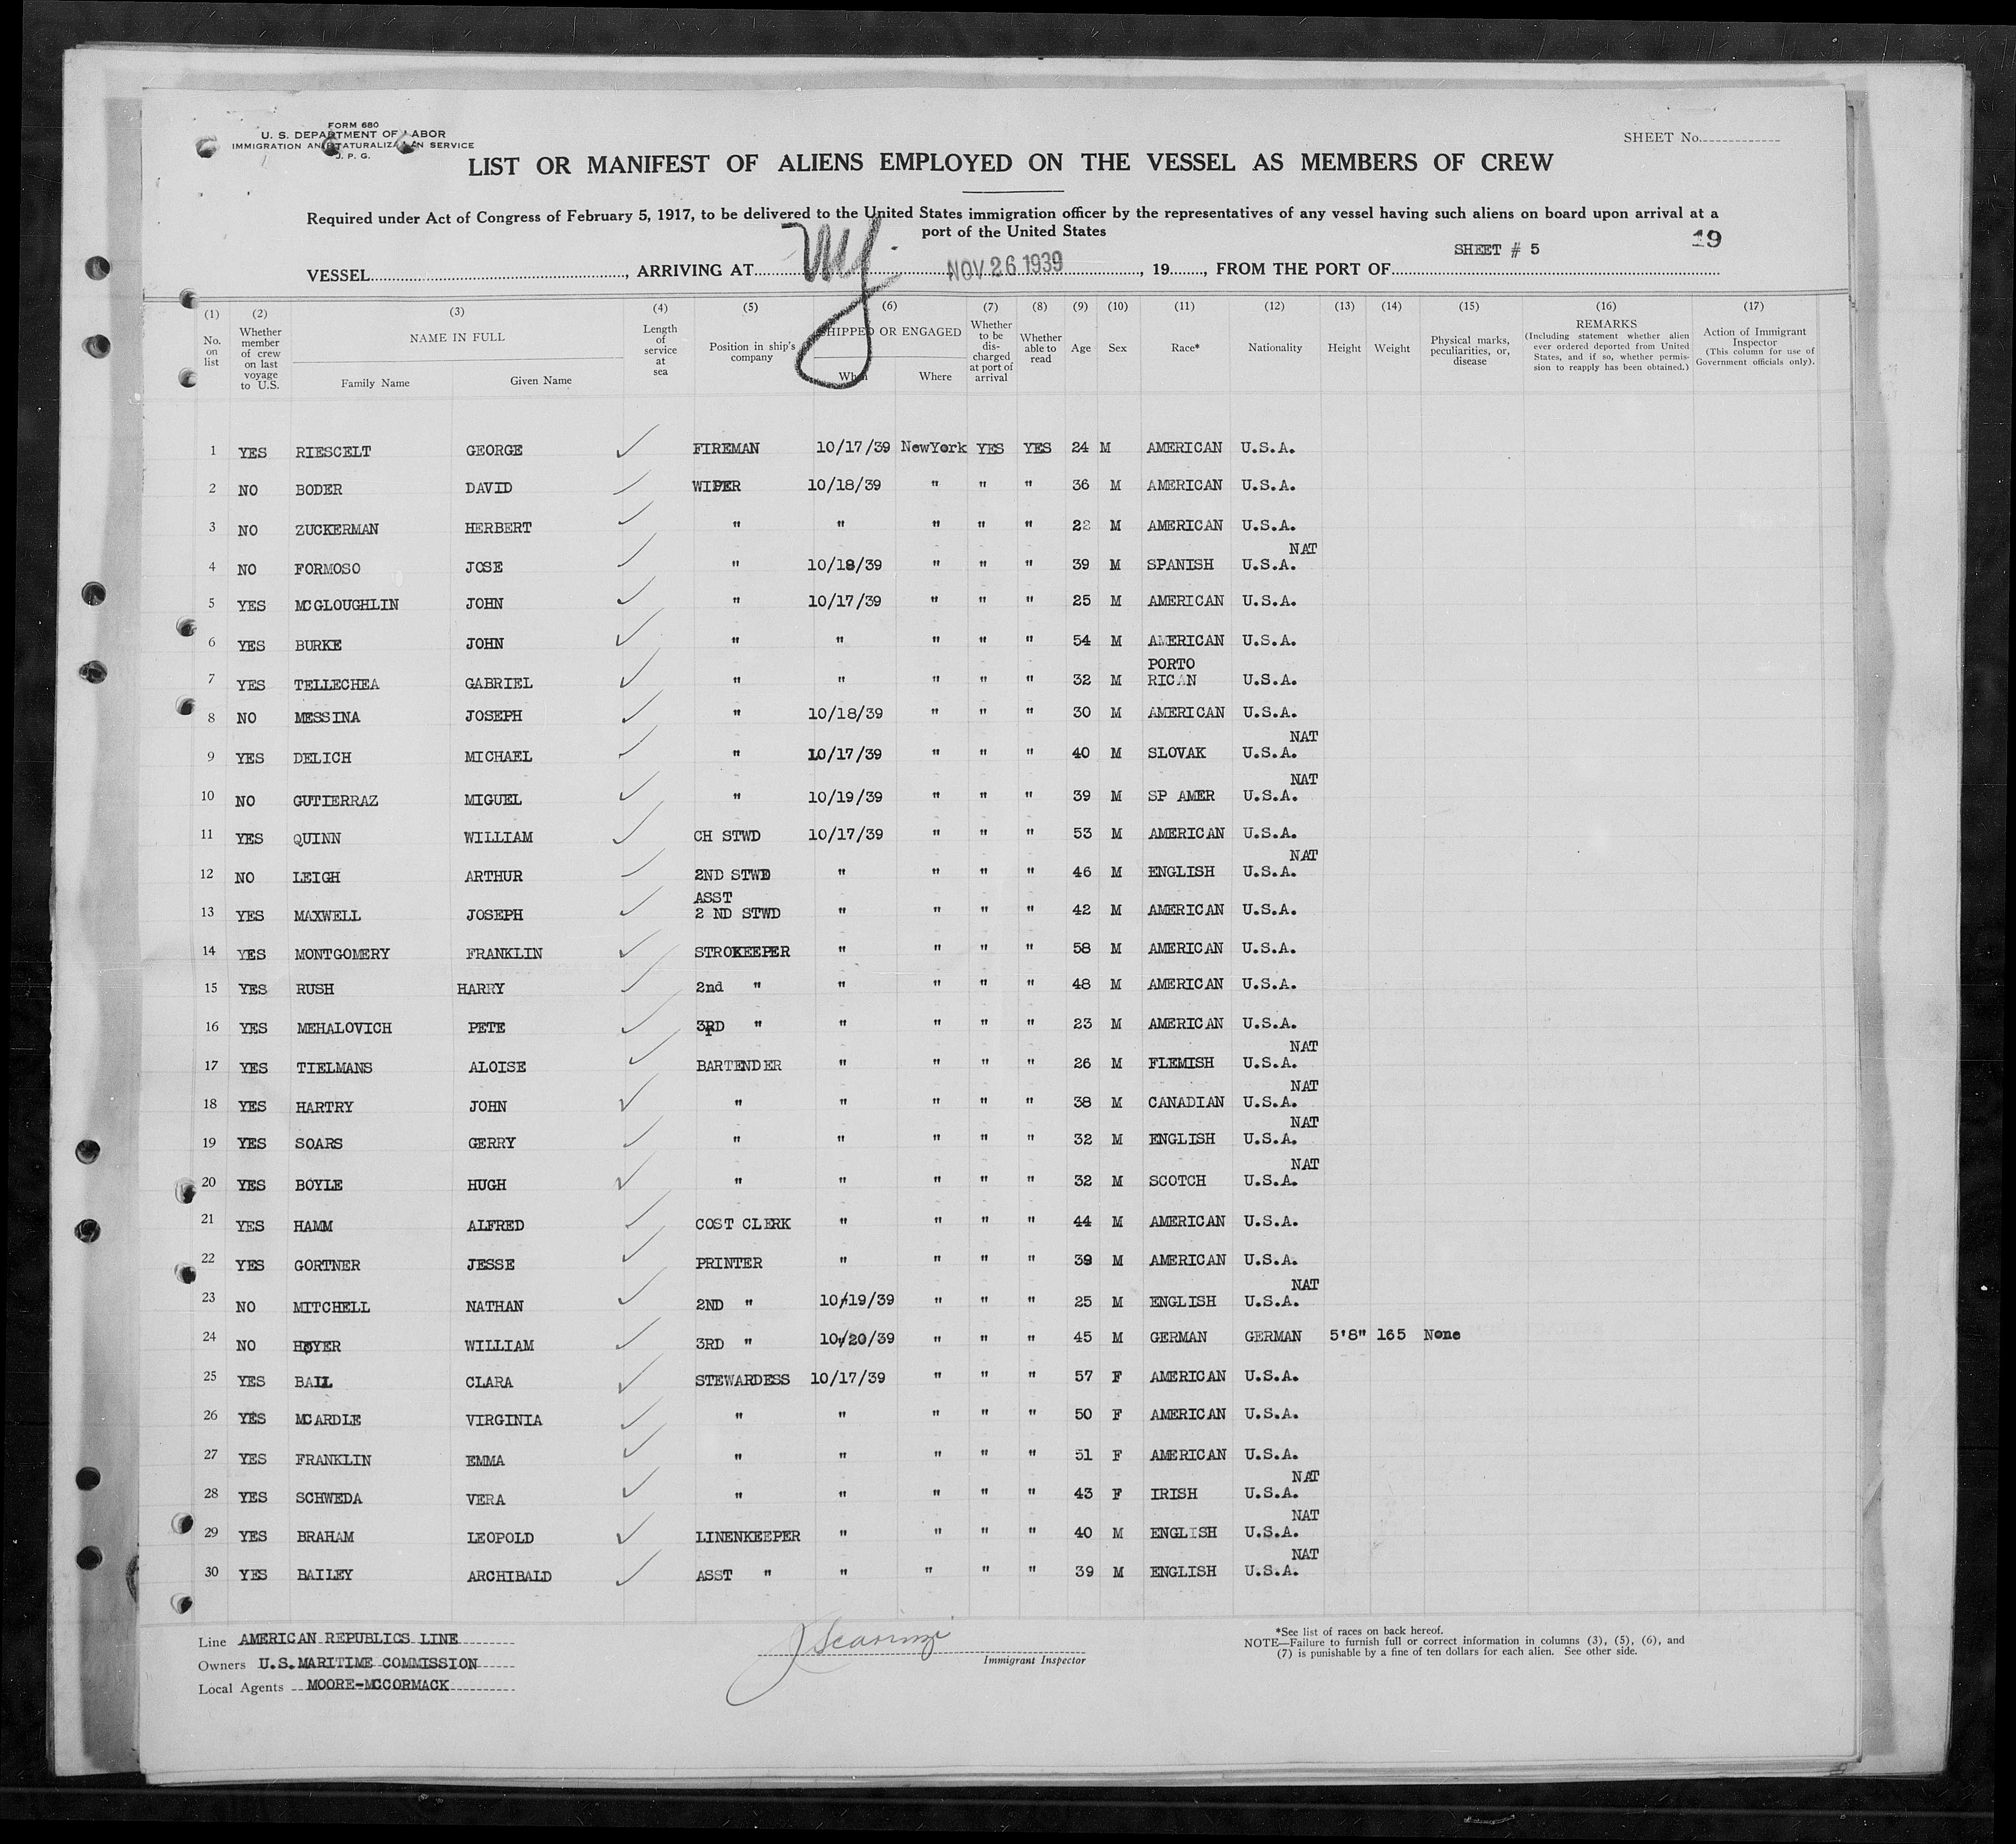 FORM 680
U. S. DEPARTMENT OF LABOR
IMMIGRATION AND NATURALIZATION SERVICE
J. P. G.
SHEET No.
LIST OR MANIFEST OF ALIENS EMPLOYED ON THE VESSEL AS MEMBERS OF CREW
Required under Act of Congress of February 5, 1917, to be delivered to the United States immigration officer by the representatives of any vessel having such aliens on board upon arrival at a
port of the United States
SHEET # 5 19
VESSEL, ARRIVING AT NOV 26 1939, 19, FROM THE PORT OF
(1) No. on list
(2) Whether member of crew on last voyage to U.S.
(3) NAME IN FULL Family Name Given Name
(4) Length of service at sea
(5) Position in ship's company
(6) SHIPPED OR ENGAGED When Where
(7) Whether to be discharged at port of arrival
(8) Whether able to read
(9) Age
(10) Sex
(11) Race*
(12) Nationality
(13) Height
(14) Weight
(15) Physical marks, peculiarities, or, disease
(16) REMARKS (Including statement whether alien ever ordered deported from United States, and if so, whether permission to reapply has been obtained.)
(17) Action of Immigrant Inspector (This column for use of Government officials only).
1 YES RIESCELT GEORGE ✓ FIREMAN 10/17/39 NewYork YES YES 24 M AMERICAN U.S.A.
2 NO BODER DAVID ✓ WIPER 10/18/39 " " " 36 M AMERICAN U.S.A.
3 NO ZUCKERMAN HERBERT ✓ " " " " " 22 M AMERICAN U.S.A.
4 NO FORMOSO JOSE ✓ " 10/18/39 " " " 39 M SPANISH U.S.A. NAT
5 YES MCGLOUGHLIN JOHN ✓ " 10/17/39 " " " 25 M AMERICAN U.S.A.
6 YES BURKE JOHN ✓ " " " " " 54 M AMERICAN U.S.A.
7 YES TELLECHEA GABRIEL ✓ " " " " " 32 M PORTO RICAN U.S.A.
8 NO MESSINA JOSEPH ✓ " 10/18/39 " " " 30 M AMERICAN U.S.A.
9 YES DELICH MICHAEL ✓ " 10/17/39 " " " 40 M SLOVAK U.S.A. NAT
10 NO GUTIERRAZ MIGUEL ✓ " 10/19/39 " " " 39 M SP AMER U.S.A. NAT
11 YES QUINN WILLIAM ✓ CH STWD 10/17/39 " " " 53 M AMERICAN U.S.A.
12 NO LEIGH ARTHUR ✓ 2ND STWD " " " " 46 M ENGLISH U.S.A. NAT
13 YES MAXWELL JOSEPH ✓ ASST 2 ND STWD " " " " 42 M AMERICAN U.S.A.
14 YES MONTGOMERY FRANKLIN ✓ STROKEEPER " " " " 58 M AMERICAN U.S.A.
15 YES RUSH HARRY ✓ 2nd " " " " " 48 M AMERICAN U.S.A.
16 YES MEHALOVICH PETE ✓ 3RD " " " " " 23 M AMERICAN U.S.A.
17 YES TIELMANS ALOISE ✓ BARTENDER " " " " 26 M FLEMISH U.S.A. NAT
18 YES HARTRY JOHN ✓ " " " " " 38 M CANADIAN U.S.A. NAT
19 YES SOARS GERRY ✓ " " " " " 32 M ENGLISH U.S.A. NAT
20 YES BOYLE HUGH ✓ " " " " " 32 M SCOTCH U.S.A. NAT
21 YES HAMM ALFRED ✓ COST CLERK " " " " 44 M AMERICAN U.S.A.
22 YES GORTNER JESSE ✓ PRINTER " " " " 39 M AMERICAN U.S.A.
23 NO MITCHELL NATHAN ✓ 2ND " 10/19/39 " " " 25 M ENGLISH U.S.A. NAT
24 NO HOYER WILLIAM ✓ 3RD " 10/20/39 " " " 45 M GERMAN GERMAN 5'8" 165 None
25 YES BAIL CLARA ✓ STEWARDESS 10/17/39 " " " 57 F AMERICAN U.S.A.
26 YES MCARDLE VIRGINIA ✓ " " " " " 50 F AMERICAN U.S.A.
27 YES FRANKLIN EMMA ✓ " " " " " 51 F AMERICAN U.S.A.
28 YES SCHWEDA VERA ✓ " " " " " 43 F IRISH U.S.A. NAT
29 YES BRAHAM LEOPOLD ✓ LINENKEEPER " " " " 40 M ENGLISH U.S.A. NAT
30 YES BAILEY ARCHIBALD ✓ ASST " " " " " 39 M ENGLISH U.S.A. NAT
Line AMERICAN REPUBLICS LINE
Owners U.S.MARITIME COMMISSION
Local Agents MOORE-MCCORMACK
Immigrant Inspector
*See list of races on back hereof.
NOTE—Failure to furnish full or correct information in columns (3), (5), (6), and
(7) is punishable by a fine of ten dollars for each alien. See other side.